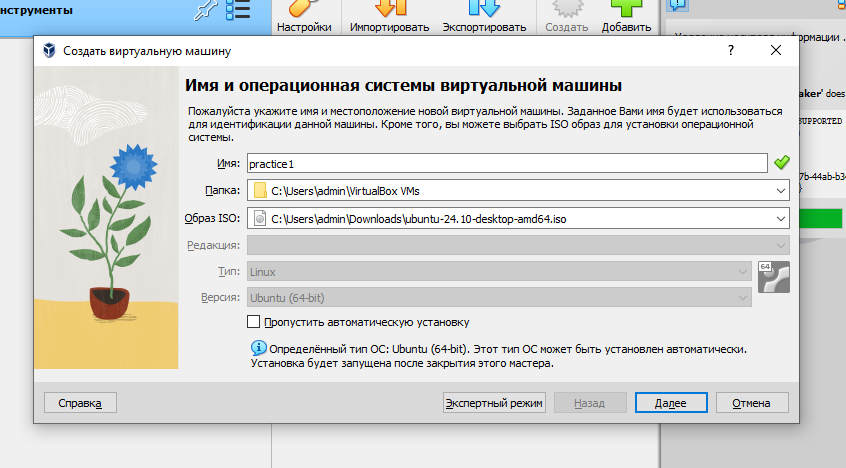 нструменты
Настройки
Импортировать
Экспортировать
Создать
Добавить
Создать виртуальную машину
?
Имя и операционная системы виртуальной машины
Пожалуйста укажите имя и местоположение новой виртуальной машины. Заданное Вами имя будет использоваться
для идентификации данной машины. Кроме того, вы можете выбрать ISO образ для установки операционной
системы.
Имя: practice1
Папка: C:\Users\admin\VirtualBox VMs
Образ ISO: C:\Users\admin\Downloads\ubuntu-24.10-desktop-amd64.iso
Редакция:
Тип: Linux
64
Версия: Ubuntu (64-bit)
Пропустить автоматическую установку
Определённый тип ОС: Ubuntu (64-bit). Этот тип ОС может быть установлен автоматически.
Установка будет запущена после закрытия этого мастера.
Справка
Экспертный режим
Назад
Далее
Отмена
aker' does
SUPPORTED
7b-44ab-b34